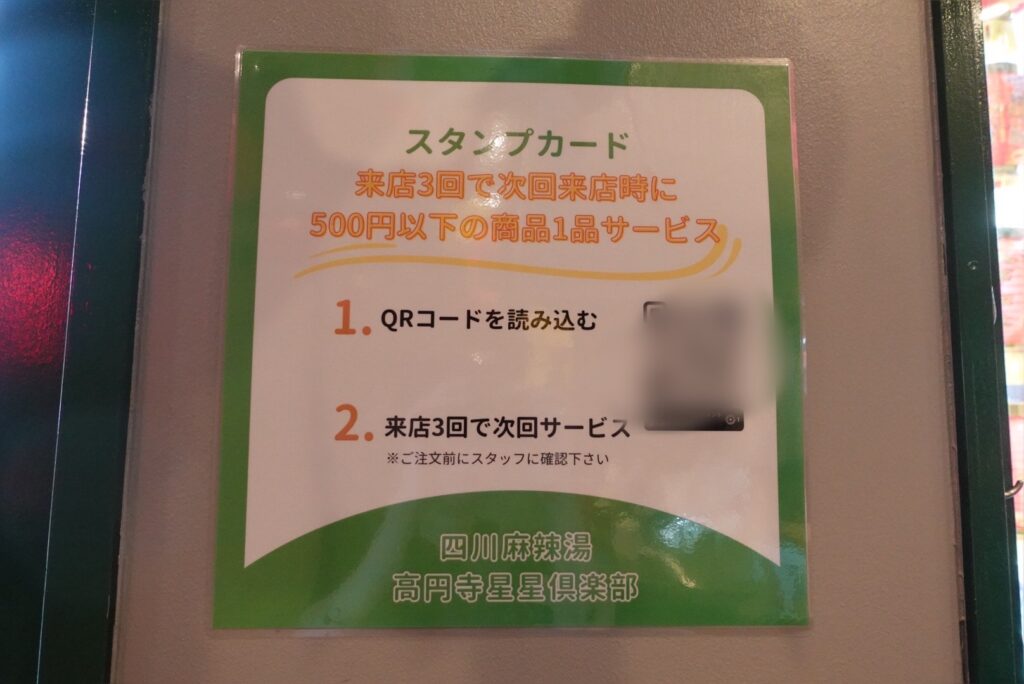 スタンプカード
来店3回で次回来店時に
500円以下の商品1品サービス
1. QRコードを読み込む
2. 来店3回で次回サービス
※ご注文前にスタッフに確認下さい
四川麻辣湯
高円寺星星倶楽部